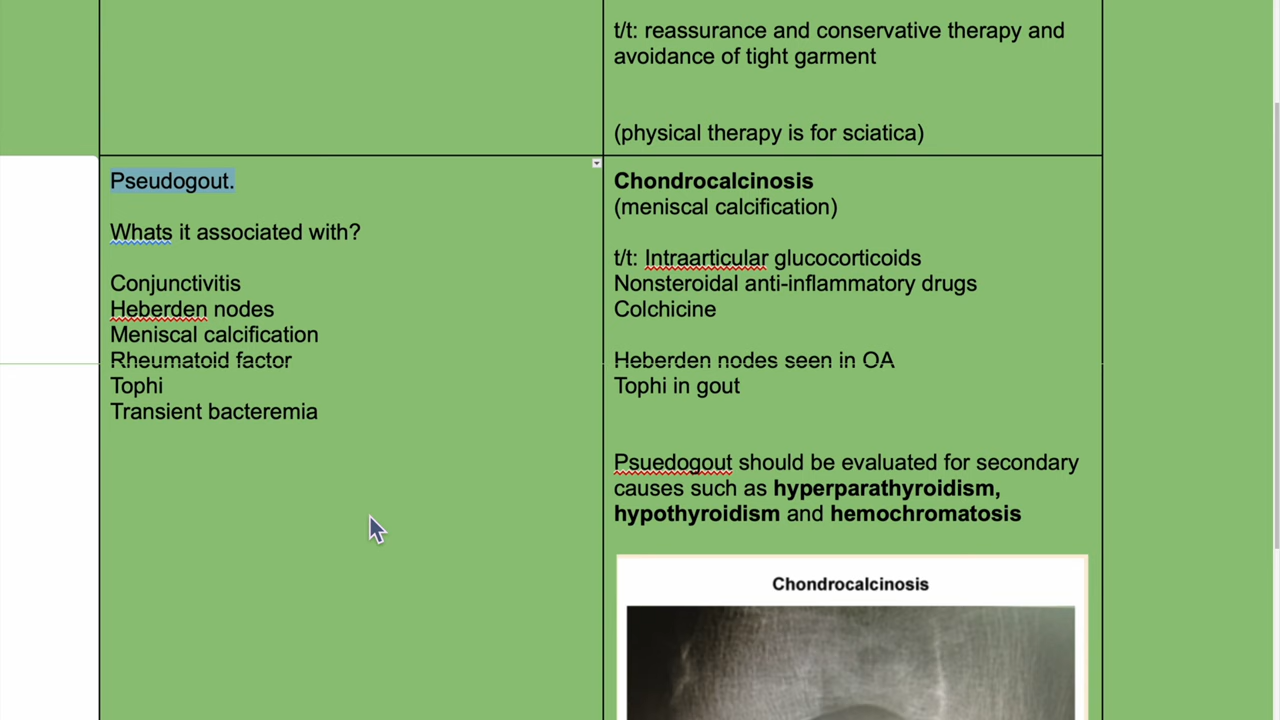 t/t: reassurance and conservative therapy and
avoidance of tight garment
(physical therapy is for sciatica)
Pseudogout.
Whats it associated with?
Conjunctivitis
Heberden nodes
Meniscal calcification
Rheumatoid factor
Tophi
Transient bacteremia
Chondrocalcinosis
(meniscal calcification)
t/t: Intraarticular glucocorticoids
Nonsteroidal anti-inflammatory drugs
Colchicine
Heberden nodes seen in OA
Tophi in gout
Psuedogout should be evaluated for secondary
causes such as hyperparathyroidism,
hypothyroidism and hemochromatosis
Chondrocalcinosis